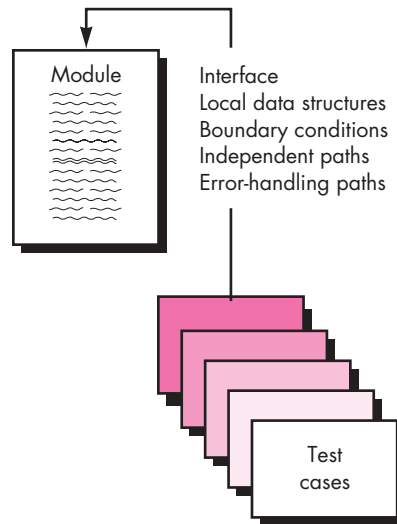 Module
Interface
Local data structures
Boundary conditions
Independent paths
Error-handling paths
Test
cases